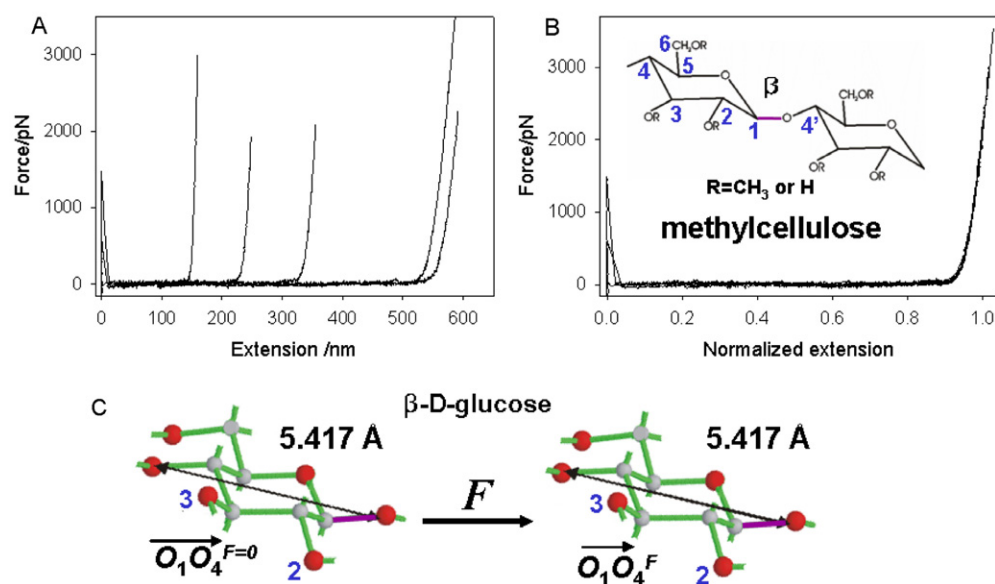 A
Force/pN
3000
2000
1000
0
0 100 200 300 400 500 600
Extension /nm
B
Force/pN
3000
2000
1000
0
0.0 0.2 0.4 0.6 0.8 1.0
Normalized extension
6 CH₂OR
5
4
O
β
CH₂OR
3
2
1
O
4'
O
OR
OR
OR
OR
R=CH₃ or H
methylcellulose
C
β-D-glucose
5.417 Å
5.417 Å
F
3
3
2
2
O₁O₄ F=0
O₁O₄ F